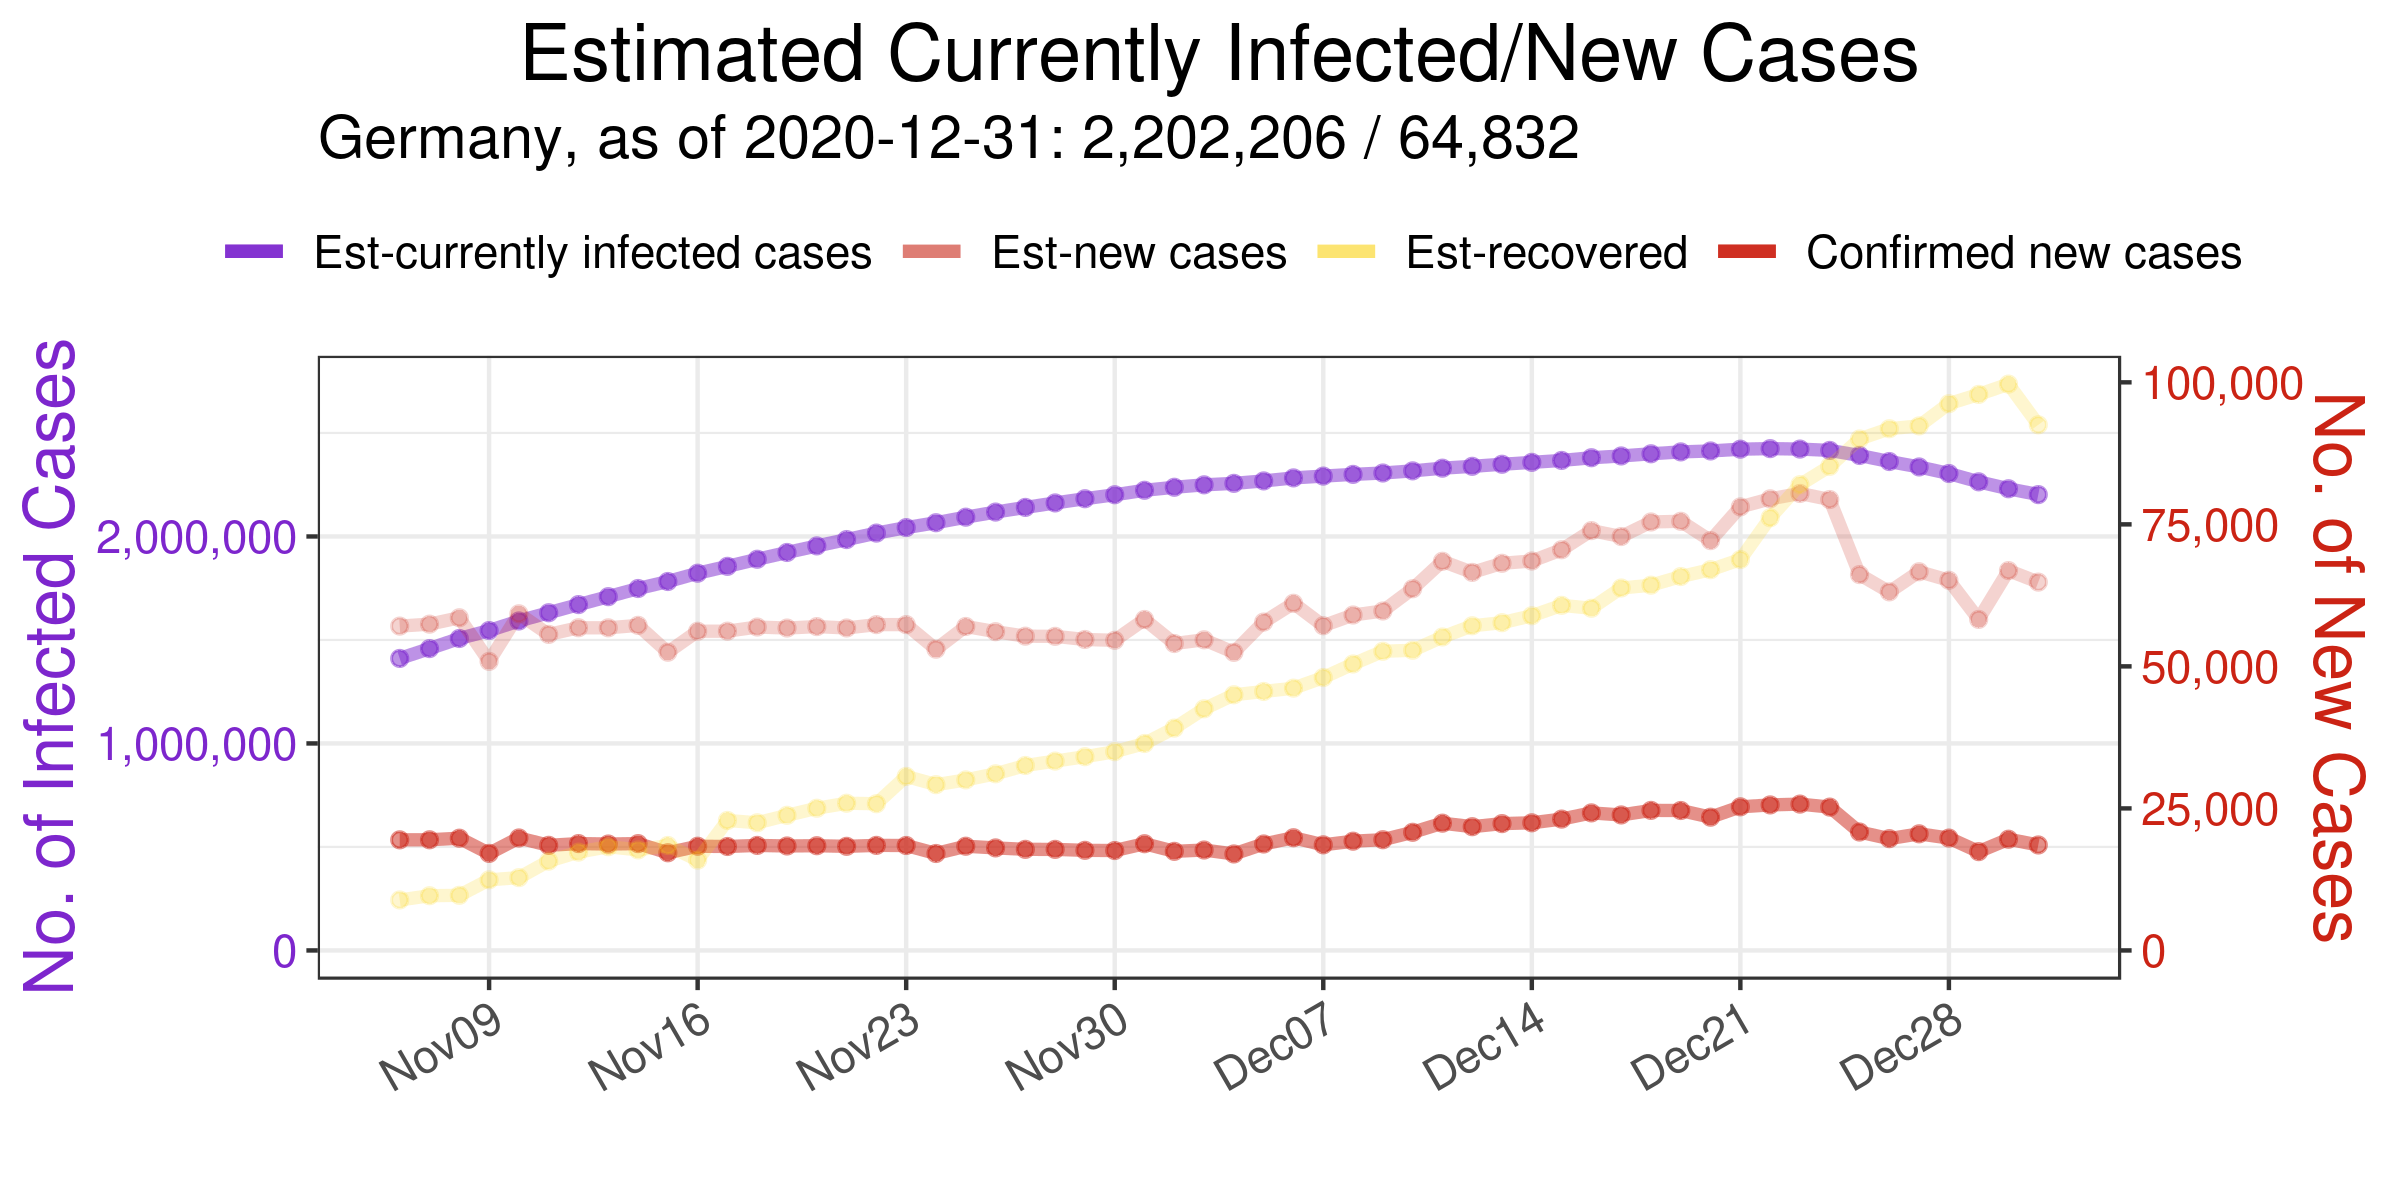 Estimated Currently Infected/New Cases
Germany, as of 2020-12-31: 2,202,206 / 64,832
Est-currently infected cases Est-new cases Est-recovered Confirmed new cases
No. of Infected Cases
2,000,000
1,000,000
0
100,000
75,000
50,000
25,000
0
No. of New Cases
Nov09 Nov16 Nov23 Nov30 Dec07 Dec14 Dec21 Dec28